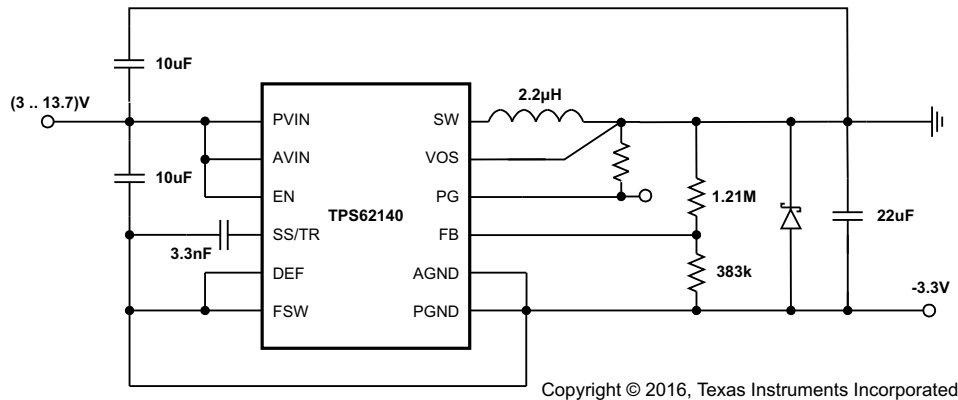 10uF
(3 .. 13.7)V
2.2µH
PVIN
SW
AVIN
VOS
10uF
EN
PG
1.21M
TPS62140
3.3nF
SS/TR
FB
22uF
DEF
AGND
383k
FSW
PGND
-3.3V
Copyright © 2016, Texas Instruments Incorporated